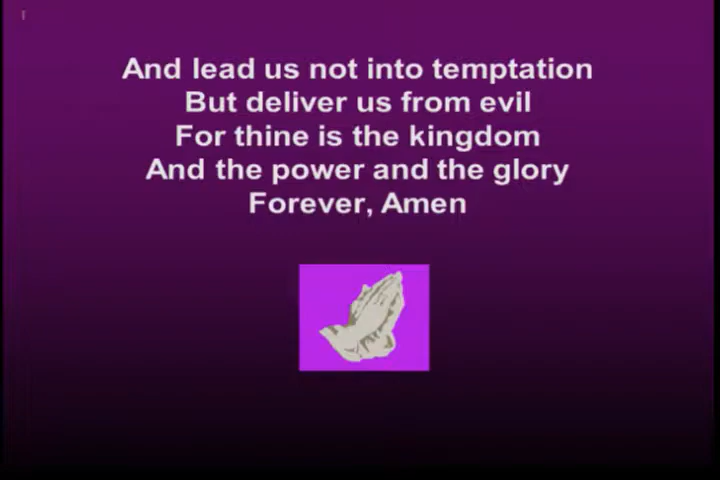 And lead us not into temptation
But deliver us from evil
For thine is the kingdom
And the power and the glory
Forever, Amen